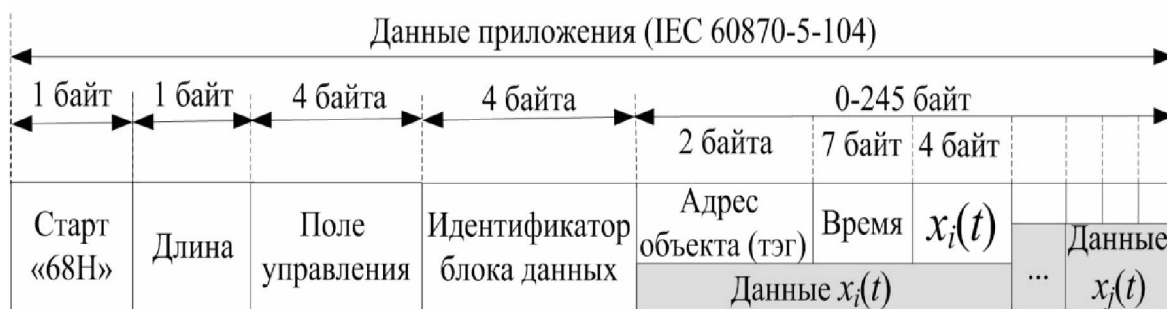 Данные приложения (IEC 60870-5-104)
1 байт 1 байт 4 байта 4 байта 0-245 байт
2 байта 7 байт 4 байт
Старт
«68H»
Длина
Поле
управления
Идентификатор
блока данных
Адрес
объекта (тэг)
Время
xi(t)
Данные xi(t)
...
Данные
xj(t)